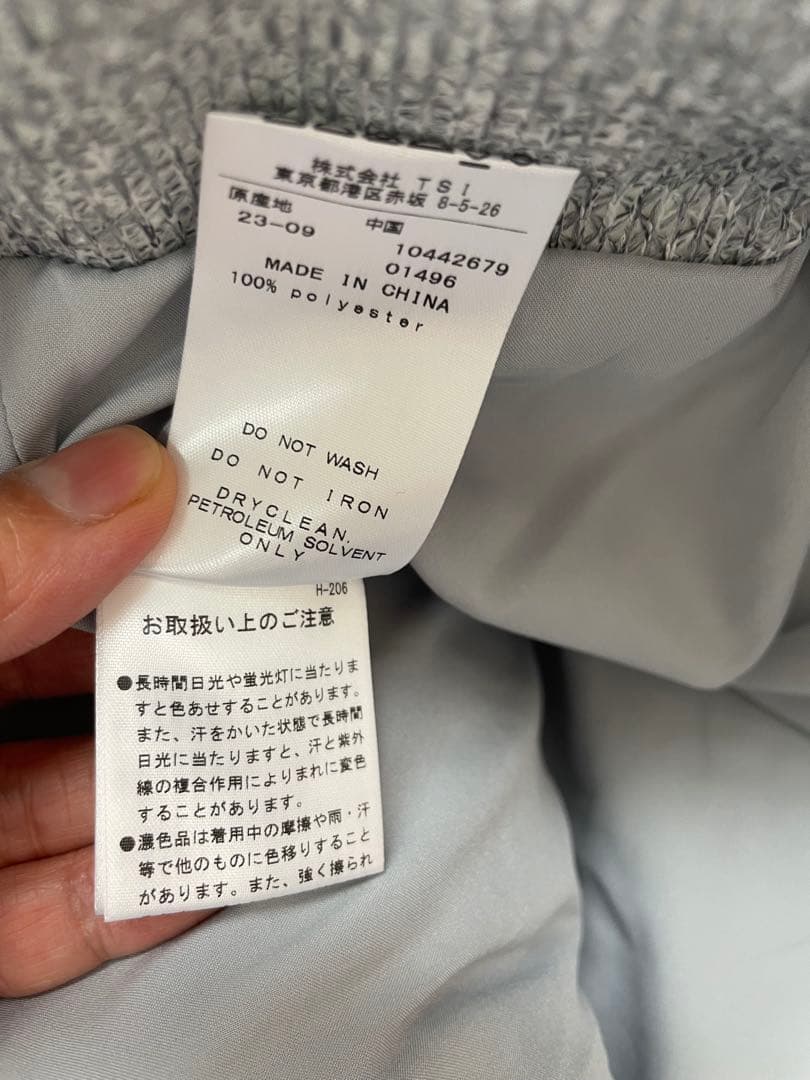 株式会社 TSI
東京都港区赤坂 8-5-26
原産地 中国
23-09 10442679
01496
MADE IN CHINA
100% polyester
DO NOT WASH
DO NOT IRON
DRYCLEAN.
PETROLEUM SOLVENT
ONLY
H-206
お取扱い上のご注意
●長時間日光や蛍光灯に当たりま
すと色あせすることがあります。
また、汗をかいた状態で長時間
日光に当たりますと、汗と紫外
線の複合作用によりまれに変色
することがあります。
●濃色品は着用中の摩擦や雨・汗
等で他のものに色移りすること
があります。また、強く擦られ